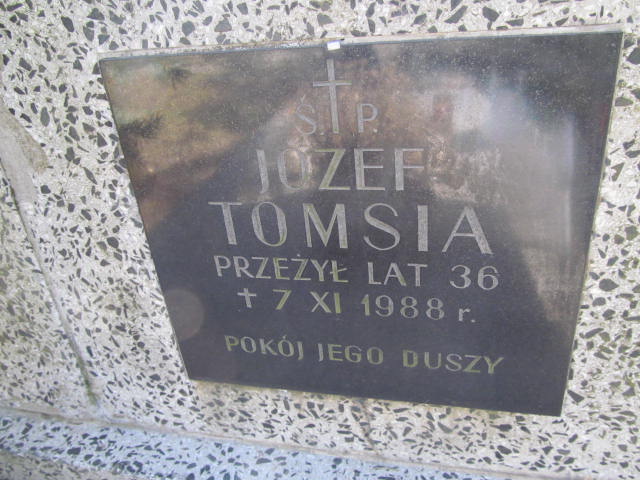 Ś. P.
JÓZEF
TOMSIA
PRZEŻYŁ LAT 36
+ 7 XI 1988 r.
POKÓJ JEGO DUSZY